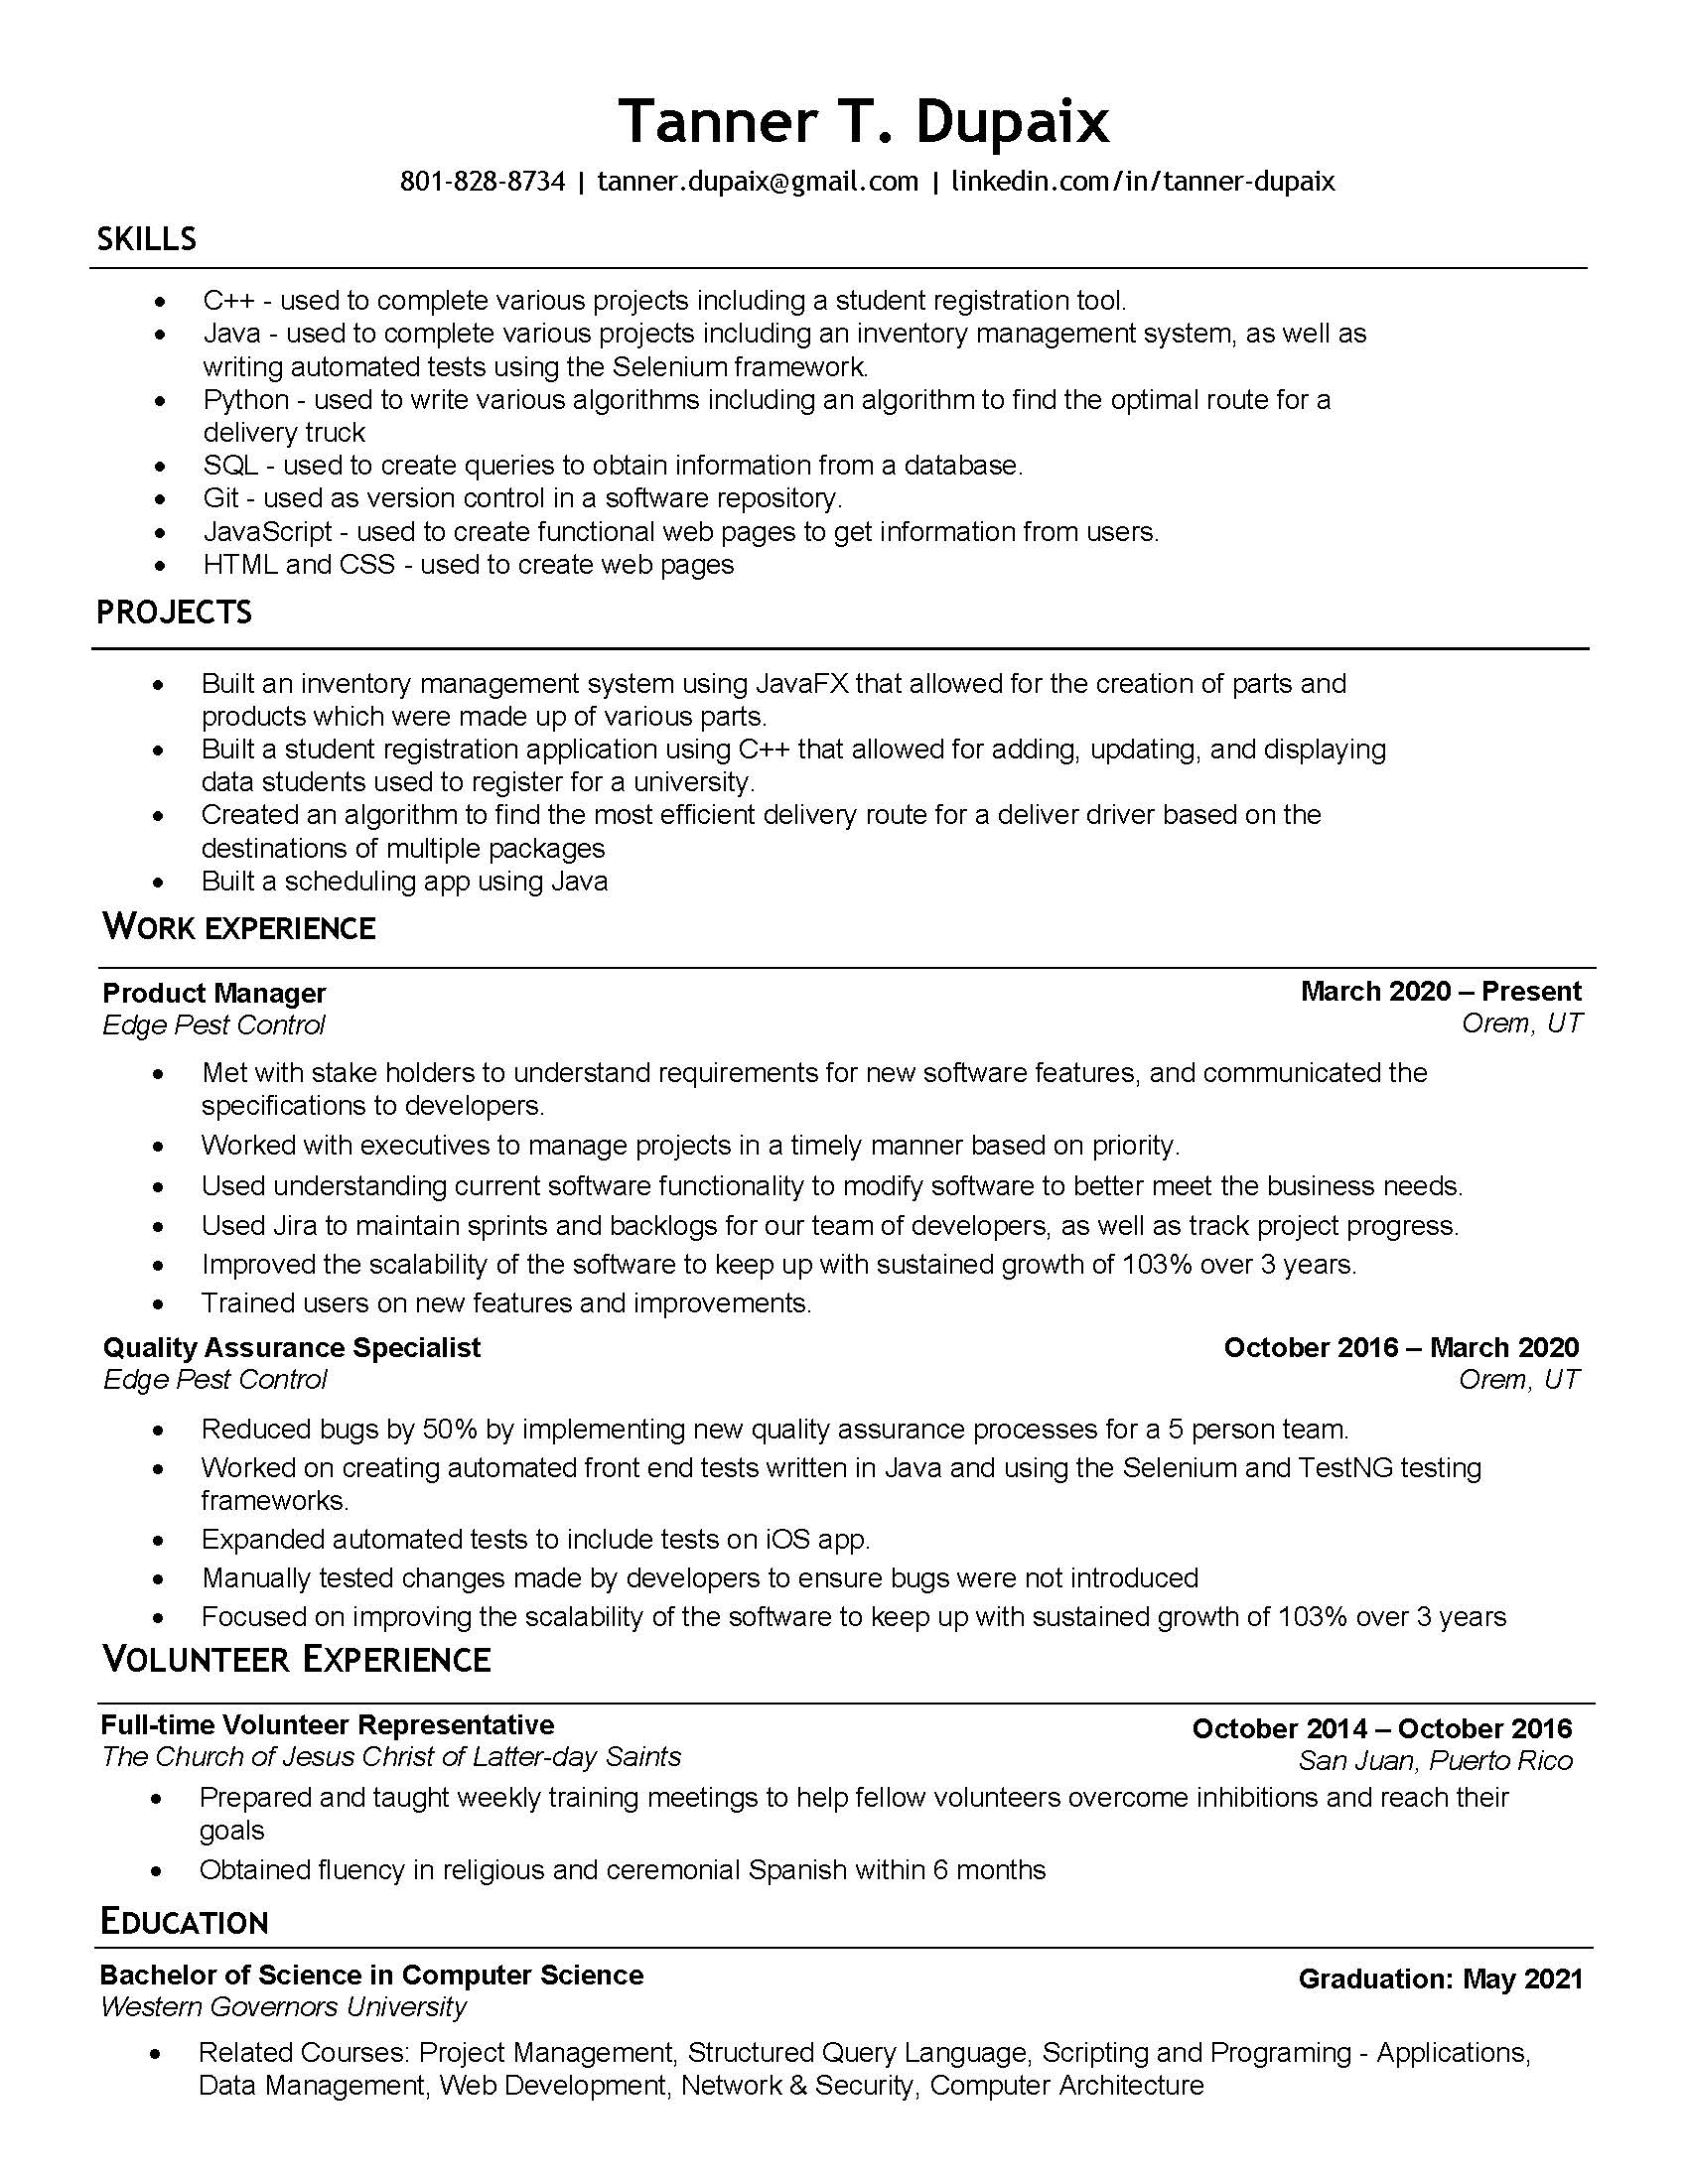 Tanner T. Dupaix
801-828-8734 | tanner.dupaix@gmail.com | linkedin.com/in/tanner-dupaix
SKILLS
• C++ - used to complete various projects including a student registration tool.
• Java - used to complete various projects including an inventory management system, as well as
writing automated tests using the Selenium framework.
• Python - used to write various algorithms including an algorithm to find the optimal route for a
delivery truck
• SQL - used to create queries to obtain information from a database.
• Git - used as version control in a software repository.
• JavaScript - used to create functional web pages to get information from users.
• HTML and CSS - used to create web pages
PROJECTS
• Built an inventory management system using JavaFX that allowed for the creation of parts and
products which were made up of various parts.
• Built a student registration application using C++ that allowed for adding, updating, and displaying
data students used to register for a university.
• Created an algorithm to find the most efficient delivery route for a deliver driver based on the
destinations of multiple packages
• Built a scheduling app using Java
WORK EXPERIENCE
Product Manager March 2020 – Present
Edge Pest Control Orem, UT
• Met with stake holders to understand requirements for new software features, and communicated the
specifications to developers.
• Worked with executives to manage projects in a timely manner based on priority.
• Used understanding current software functionality to modify software to better meet the business needs.
• Used Jira to maintain sprints and backlogs for our team of developers, as well as track project progress.
• Improved the scalability of the software to keep up with sustained growth of 103% over 3 years.
• Trained users on new features and improvements.
Quality Assurance Specialist October 2016 – March 2020
Edge Pest Control Orem, UT
• Reduced bugs by 50% by implementing new quality assurance processes for a 5 person team.
• Worked on creating automated front end tests written in Java and using the Selenium and TestNG testing
frameworks.
• Expanded automated tests to include tests on iOS app.
• Manually tested changes made by developers to ensure bugs were not introduced
• Focused on improving the scalability of the software to keep up with sustained growth of 103% over 3 years
VOLUNTEER EXPERIENCE
Full-time Volunteer Representative October 2014 – October 2016
The Church of Jesus Christ of Latter-day Saints San Juan, Puerto Rico
• Prepared and taught weekly training meetings to help fellow volunteers overcome inhibitions and reach their
goals
• Obtained fluency in religious and ceremonial Spanish within 6 months
EDUCATION
Bachelor of Science in Computer Science Graduation: May 2021
Western Governors University
• Related Courses: Project Management, Structured Query Language, Scripting and Programing - Applications,
Data Management, Web Development, Network & Security, Computer Architecture